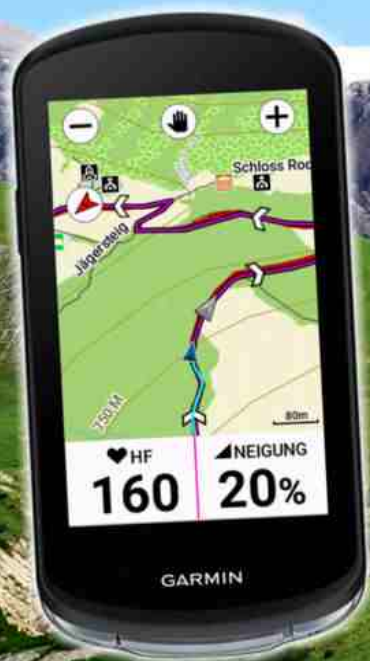 Schloss Roc
Jägersteig
750 M
80m
HF
NEIGUNG
160
20%
GARMIN